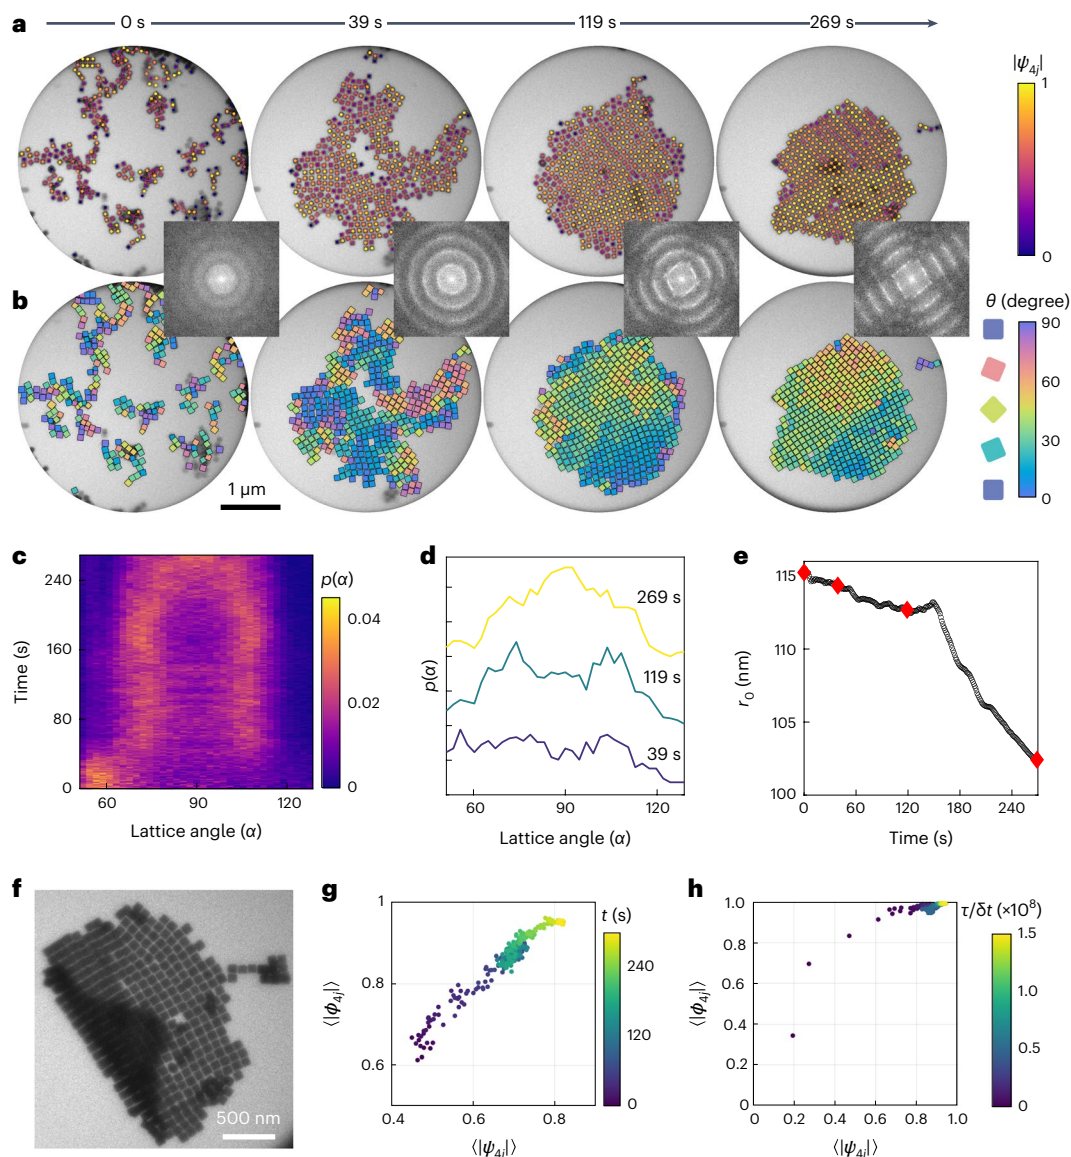 a
0 s 39 s 119 s 269 s
|ψ4j|
1
0
b
θ (degree)
90
60
30
0
1 µm
c
240
160
80
0
Time (s)
60 90 120
Lattice angle (α)
p(α)
0.04
0.02
0
d
269 s
119 s
39 s
p(α)
60 90 120
Lattice angle (α)
e
115
110
105
100
r0 (nm)
0 60 120 180 240
Time (s)
f
500 nm
g
1
0.8
0.6
⟨|ϕ4j|⟩
0.4 0.6 0.8
⟨|ψ4j|⟩
t (s)
240
120
0
h
1.0
0.8
0.6
0.4
0.2
0
⟨|ϕ4j|⟩
0 0.2 0.4 0.6 0.8 1.0
⟨|ψ4j|⟩
τ/δt (×10⁸)
1.5
1.0
0.5
0